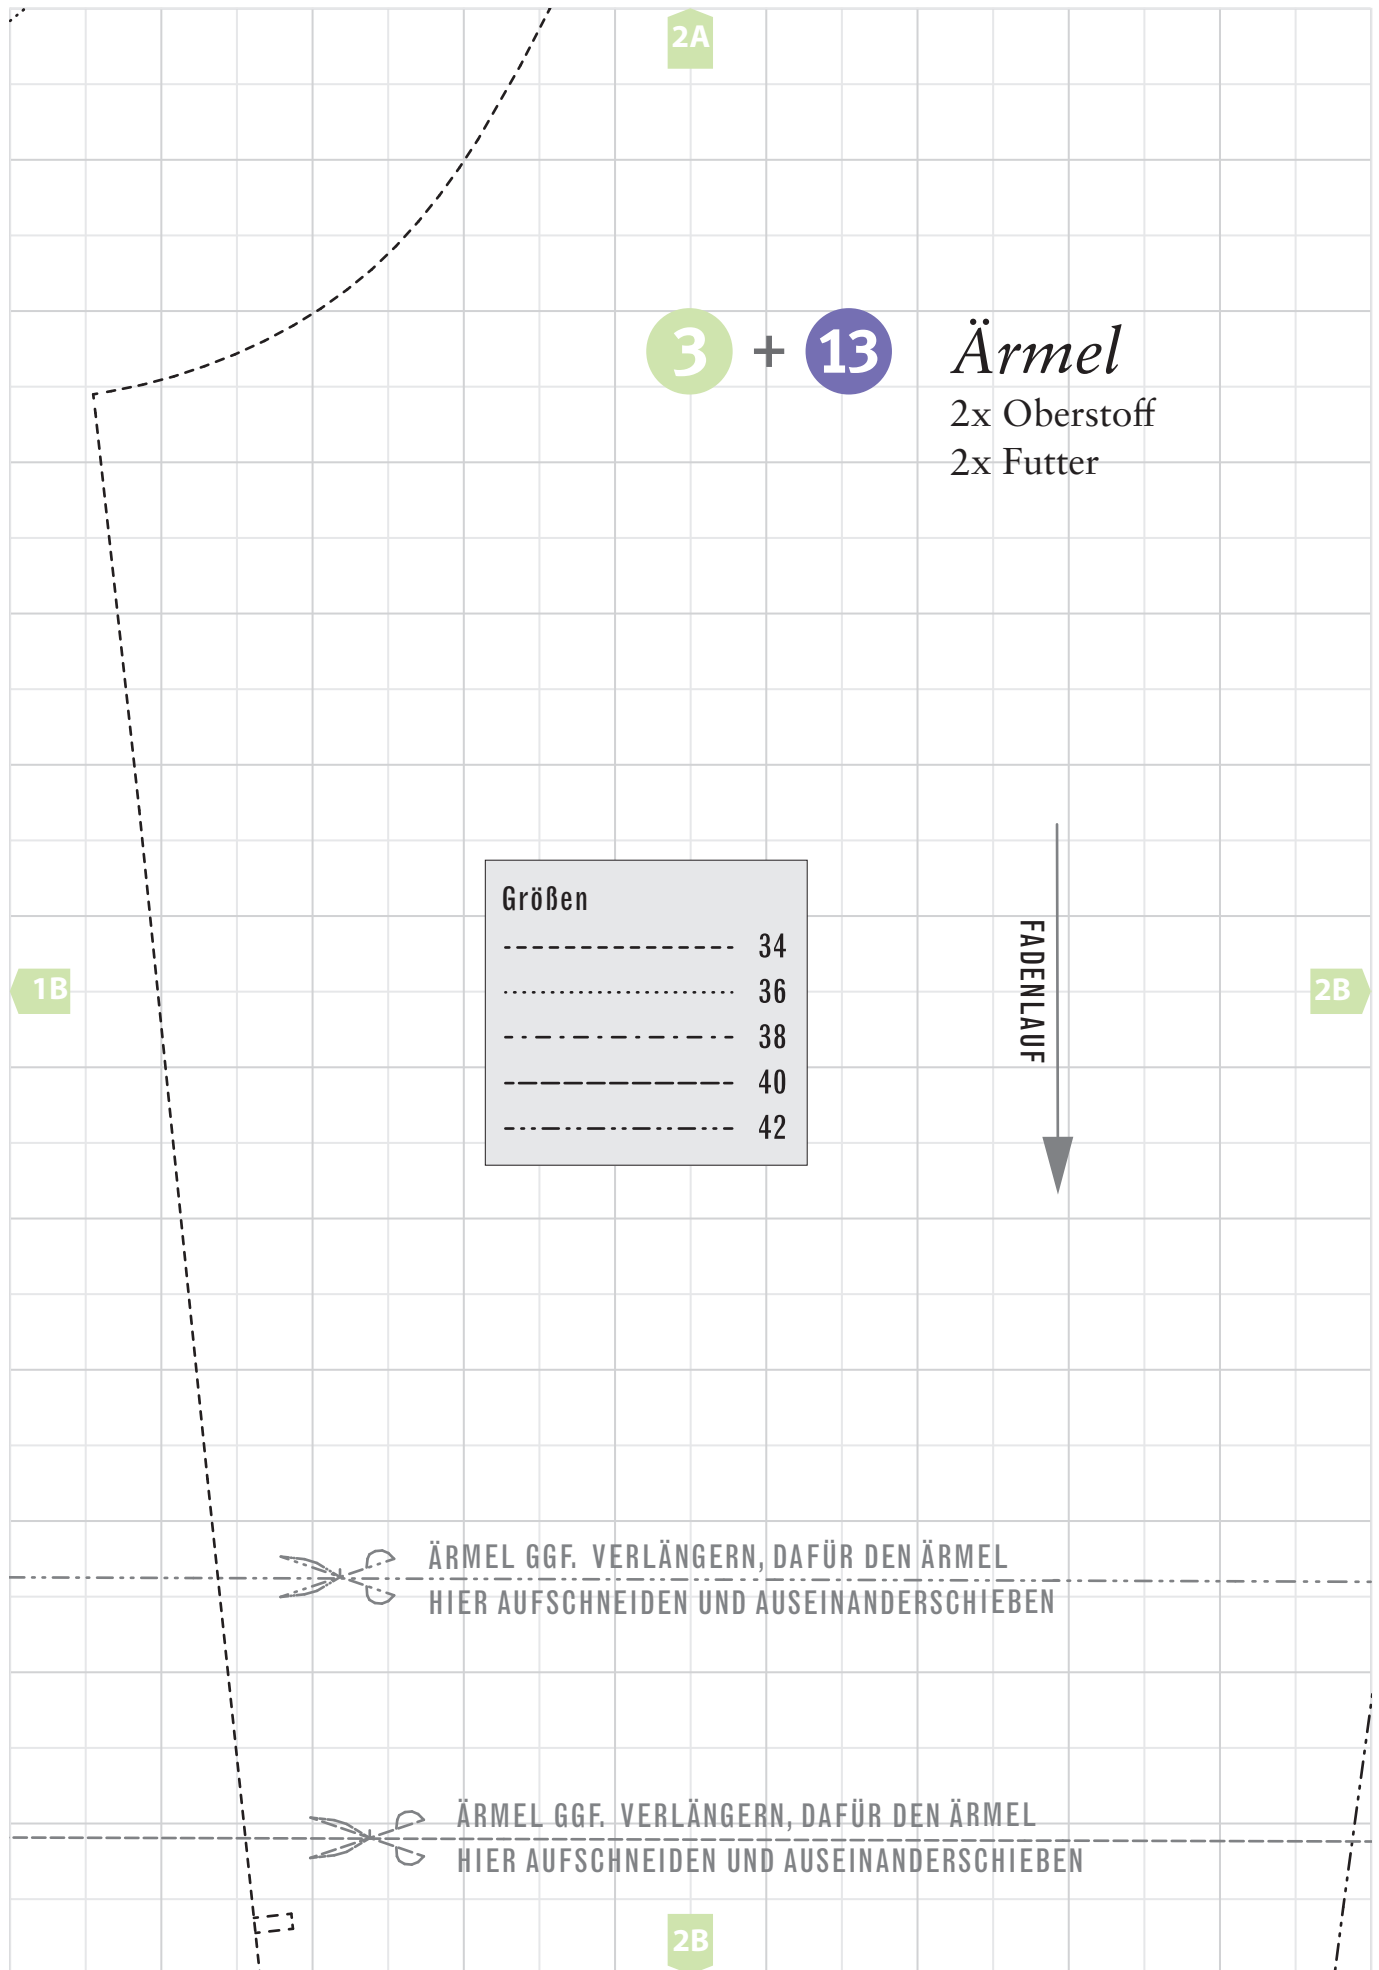 2A
3 + 13 Ärmel
2x Oberstoff
2x Futter
Größen
34
36
38
40
42
FADENLAUF
1B
2B
ÄRMEL GGF. VERLÄNGERN, DAFÜR DEN ÄRMEL
HIER AUFSCHNEIDEN UND AUSEINANDERSCHIEBEN
ÄRMEL GGF. VERLÄNGERN, DAFÜR DEN ÄRMEL
HIER AUFSCHNEIDEN UND AUSEINANDERSCHIEBEN
2B